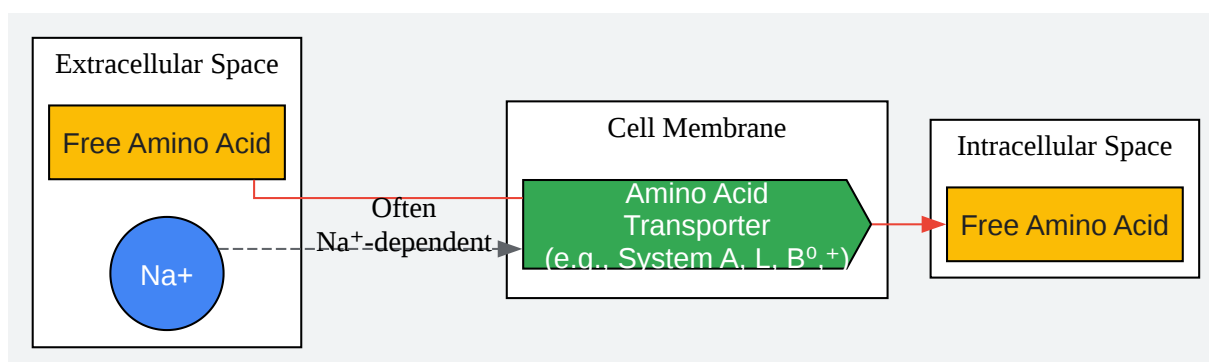 Extracellular Space
Free Amino Acid
Na+
Often
Na⁺-dependent
Cell Membrane
Amino Acid
Transporter
(e.g., System A, L, B⁰,⁺)
Intracellular Space
Free Amino Acid